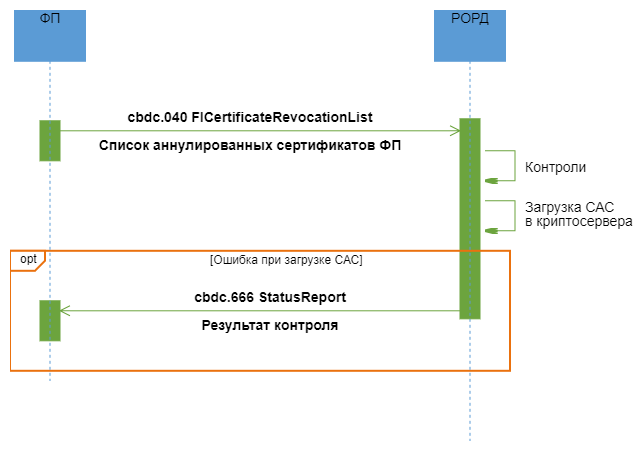 ФП
РОРД
cbdc.040 FICertificateRevocationList
Список аннулированных сертификатов ФП
Контроли
Загрузка САС
в криптосервера
opt
[Ошибка при загрузке САС]
cbdc.666 StatusReport
Результат контроля